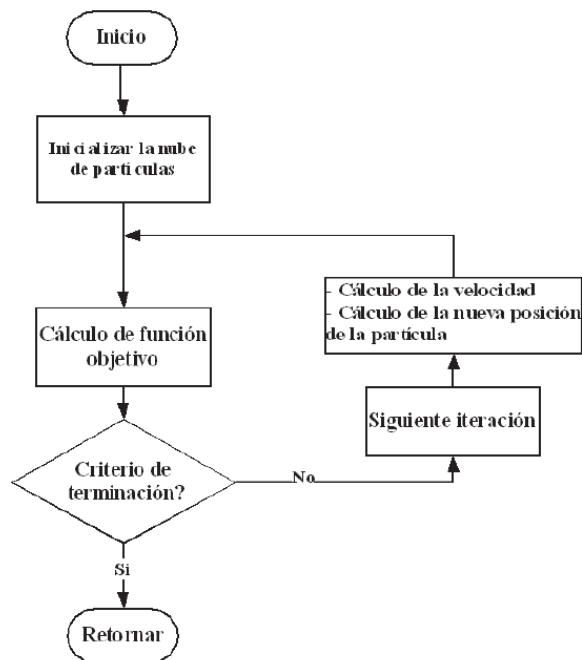 Inicio
Inicializar la nube
de partículas
- Cálculo de la velocidad
- Cálculo de la nueva posición
de la partícula
Cálculo de función
objetivo
Siguiente iteración
Criterio de
terminación?
No
Si
Retornar